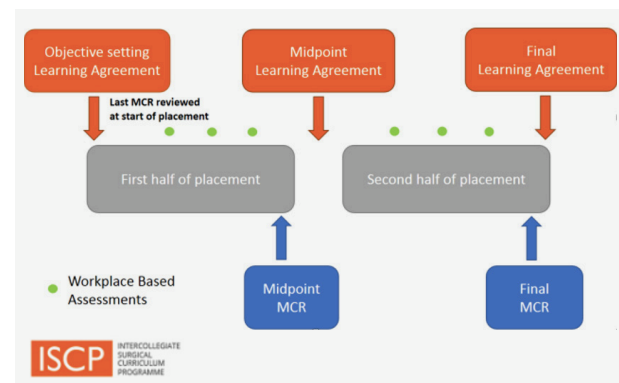 Objective setting
Learning Agreement
Midpoint
Learning Agreement
Final
Learning Agreement
Last MCR reviewed
at start of placement
First half of placement
Second half of placement
Workplace Based
Assessments
Midpoint
MCR
Final
MCR
ISCP
INTERCOLLEGIATE
SURGICAL
CURRICULUM
PROGRAMME